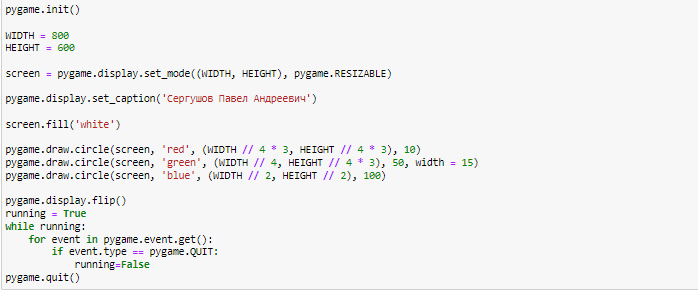 pygame.init()
WIDTH = 800
HEIGHT = 600
screen = pygame.display.set_mode((WIDTH, HEIGHT), pygame.RESIZABLE)
pygame.display.set_caption('Сергушов Павел Андреевич')
screen.fill('white')
pygame.draw.circle(screen, 'red', (WIDTH // 4 * 3, HEIGHT // 4 * 3), 10)
pygame.draw.circle(screen, 'green', (WIDTH // 4, HEIGHT // 4 * 3), 50, width = 15)
pygame.draw.circle(screen, 'blue', (WIDTH // 2, HEIGHT // 2), 100)
pygame.display.flip()
running = True
while running:
    for event in pygame.event.get():
        if event.type == pygame.QUIT:
            running=False
pygame.quit()